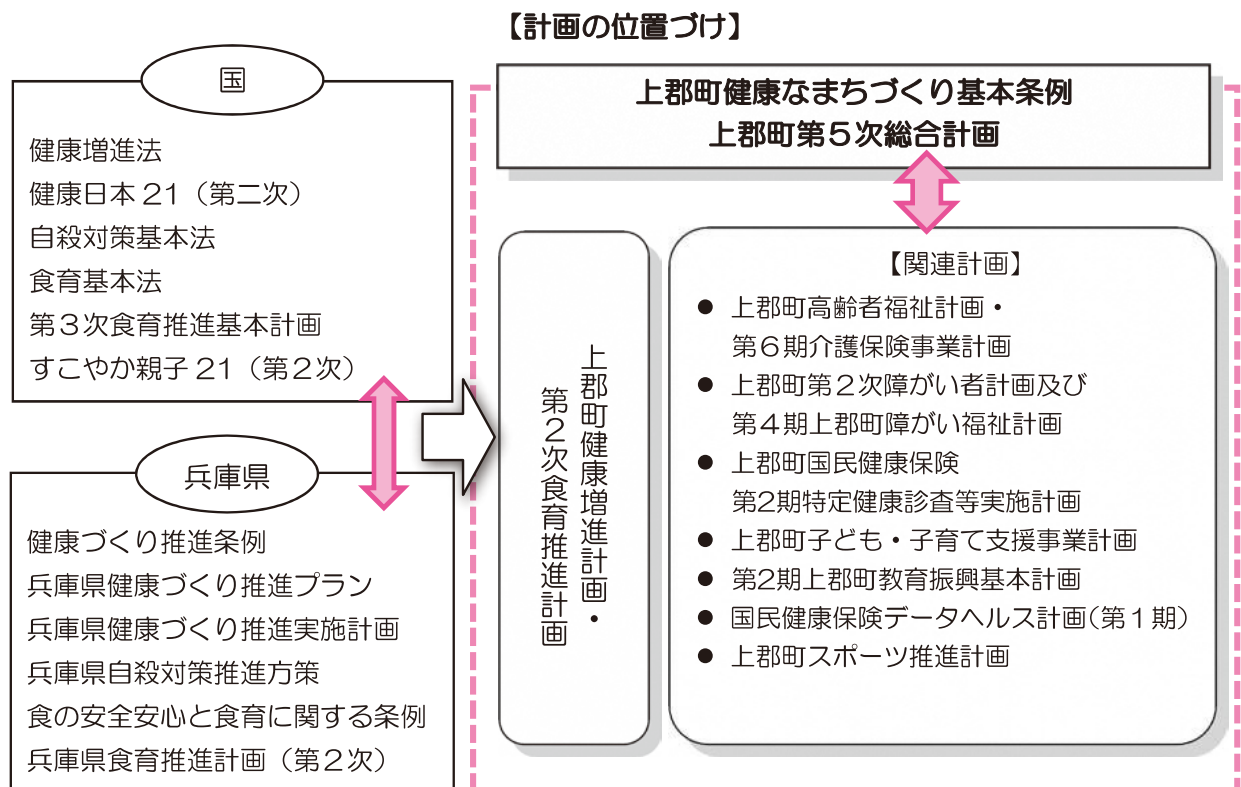 【計画の位置づけ】
国
健康増進法
健康日本 21（第二次）
自殺対策基本法
食育基本法
第３次食育推進基本計画
すこやか親子 21（第２次）
兵庫県
健康づくり推進条例
兵庫県健康づくり推進プラン
兵庫県健康づくり推進実施計画
兵庫県自殺対策推進方策
食の安全安心と食育に関する条例
兵庫県食育推進計画（第２次）
上郡町健康なまちづくり基本条例
上郡町第５次総合計画
上郡町健康増進計画・
第２次食育推進計画
【関連計画】
● 上郡町高齢者福祉計画・
第６期介護保険事業計画
● 上郡町第２次障がい者計画及び
第４期上郡町障がい福祉計画
● 上郡町国民健康保険
第2期特定健康診査等実施計画
● 上郡町子ども・子育て支援事業計画
● 第2期上郡町教育振興基本計画
● 国民健康保険データヘルス計画（第１期）
● 上郡町スポーツ推進計画